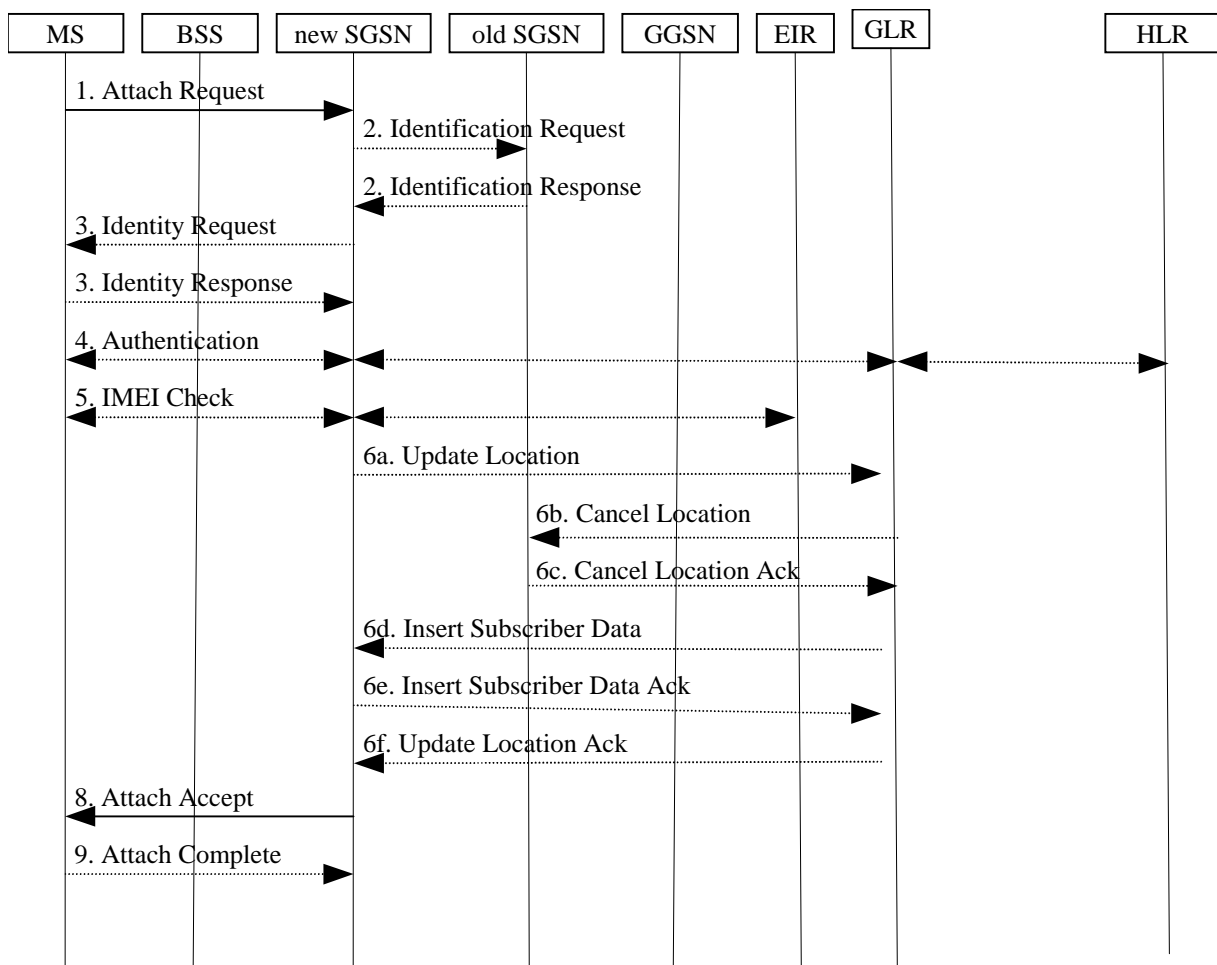 MS BSS new SGSN old SGSN GGSN EIR GLR HLR
1. Attach Request
2. Identification Request
2. Identification Response
3. Identity Request
3. Identity Response
4. Authentication
5. IMEI Check
6a. Update Location
6b. Cancel Location
6c. Cancel Location Ack
6d. Insert Subscriber Data
6e. Insert Subscriber Data Ack
6f. Update Location Ack
8. Attach Accept
9. Attach Complete